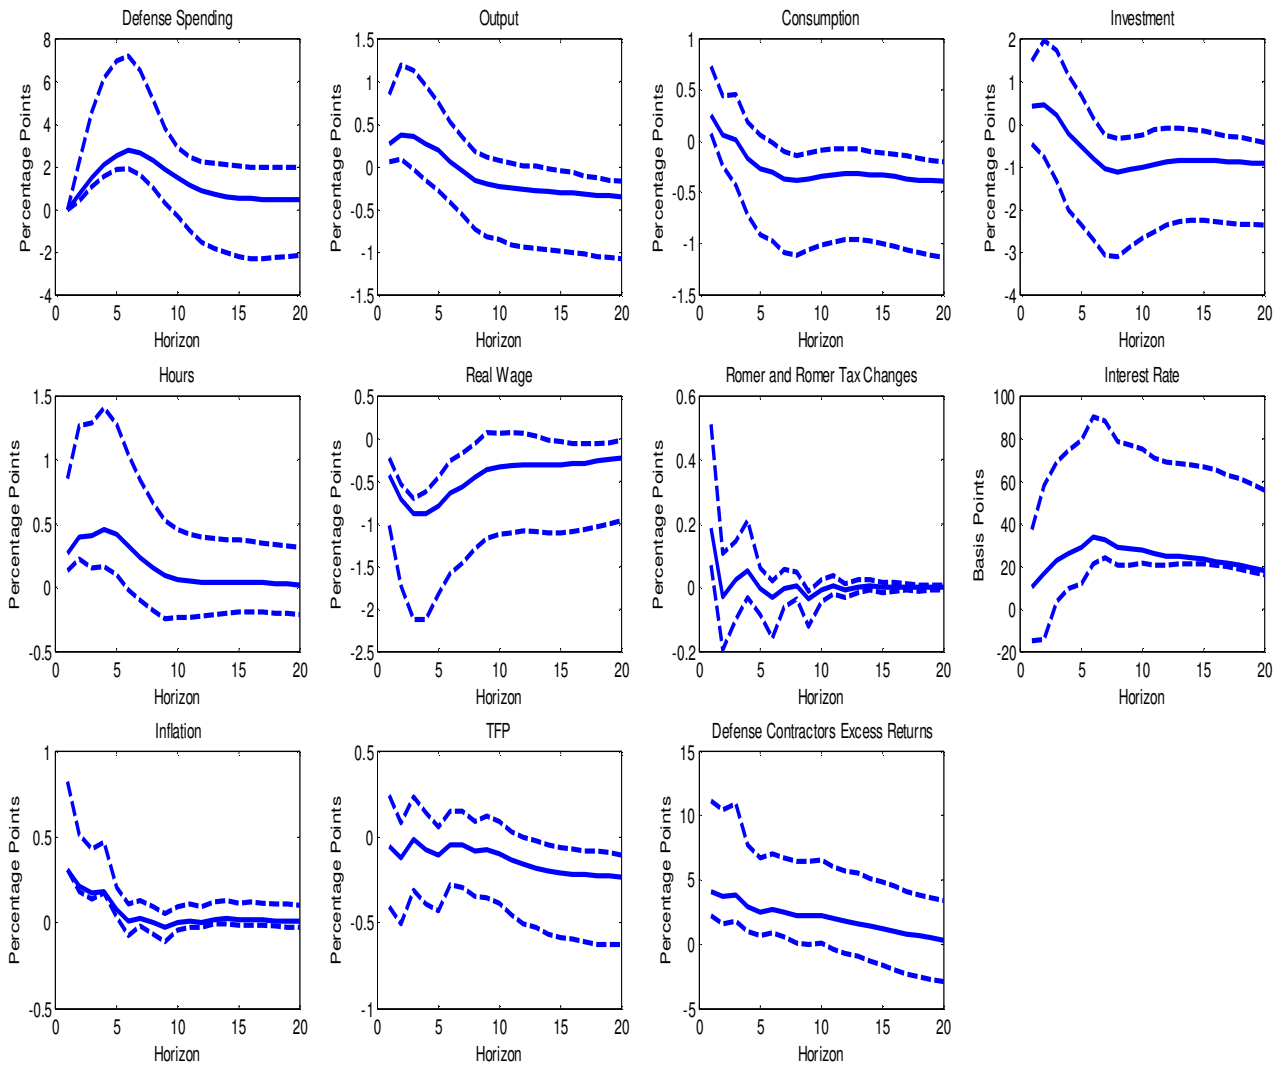 Defense Spending
Percentage Points
8
6
4
2
0
-2
-4
0 5 10 15 20
Horizon
Output
Percentage Points
1.5
1
0.5
0
-0.5
-1
-1.5
0 5 10 15 20
Horizon
Consumption
Percentage Points
1
0.5
0
-0.5
-1
-1.5
0 5 10 15 20
Horizon
Investment
Percentage Points
2
1
0
-1
-2
-3
-4
0 5 10 15 20
Horizon
Hours
Percentage Points
1.5
1
0.5
0
-0.5
0 5 10 15 20
Horizon
Real Wage
Percentage Points
0.5
0
-0.5
-1
-1.5
-2
-2.5
0 5 10 15 20
Horizon
Romer and Romer Tax Changes
Percentage Points
0.6
0.4
0.2
0
-0.2
0 5 10 15 20
Horizon
Interest Rate
Basis Points
100
80
60
40
20
0
-20
0 5 10 15 20
Horizon
Inflation
Percentage Points
1
0.5
0
-0.5
0 5 10 15 20
Horizon
TFP
Percentage Points
0.5
0
-0.5
-1
0 5 10 15 20
Horizon
Defense Contractors Excess Returns
Percentage Points
15
10
5
0
-5
0 5 10 15 20
Horizon